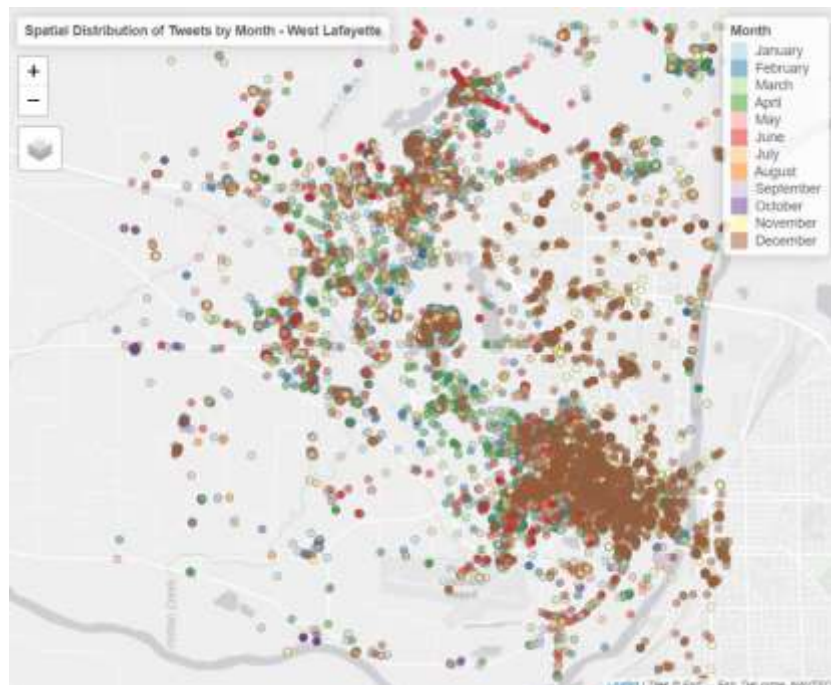 Spatial Distribution of Tweets by Month - West Lafayette
+
−
Month
January
February
March
April
May
June
July
August
September
October
November
December